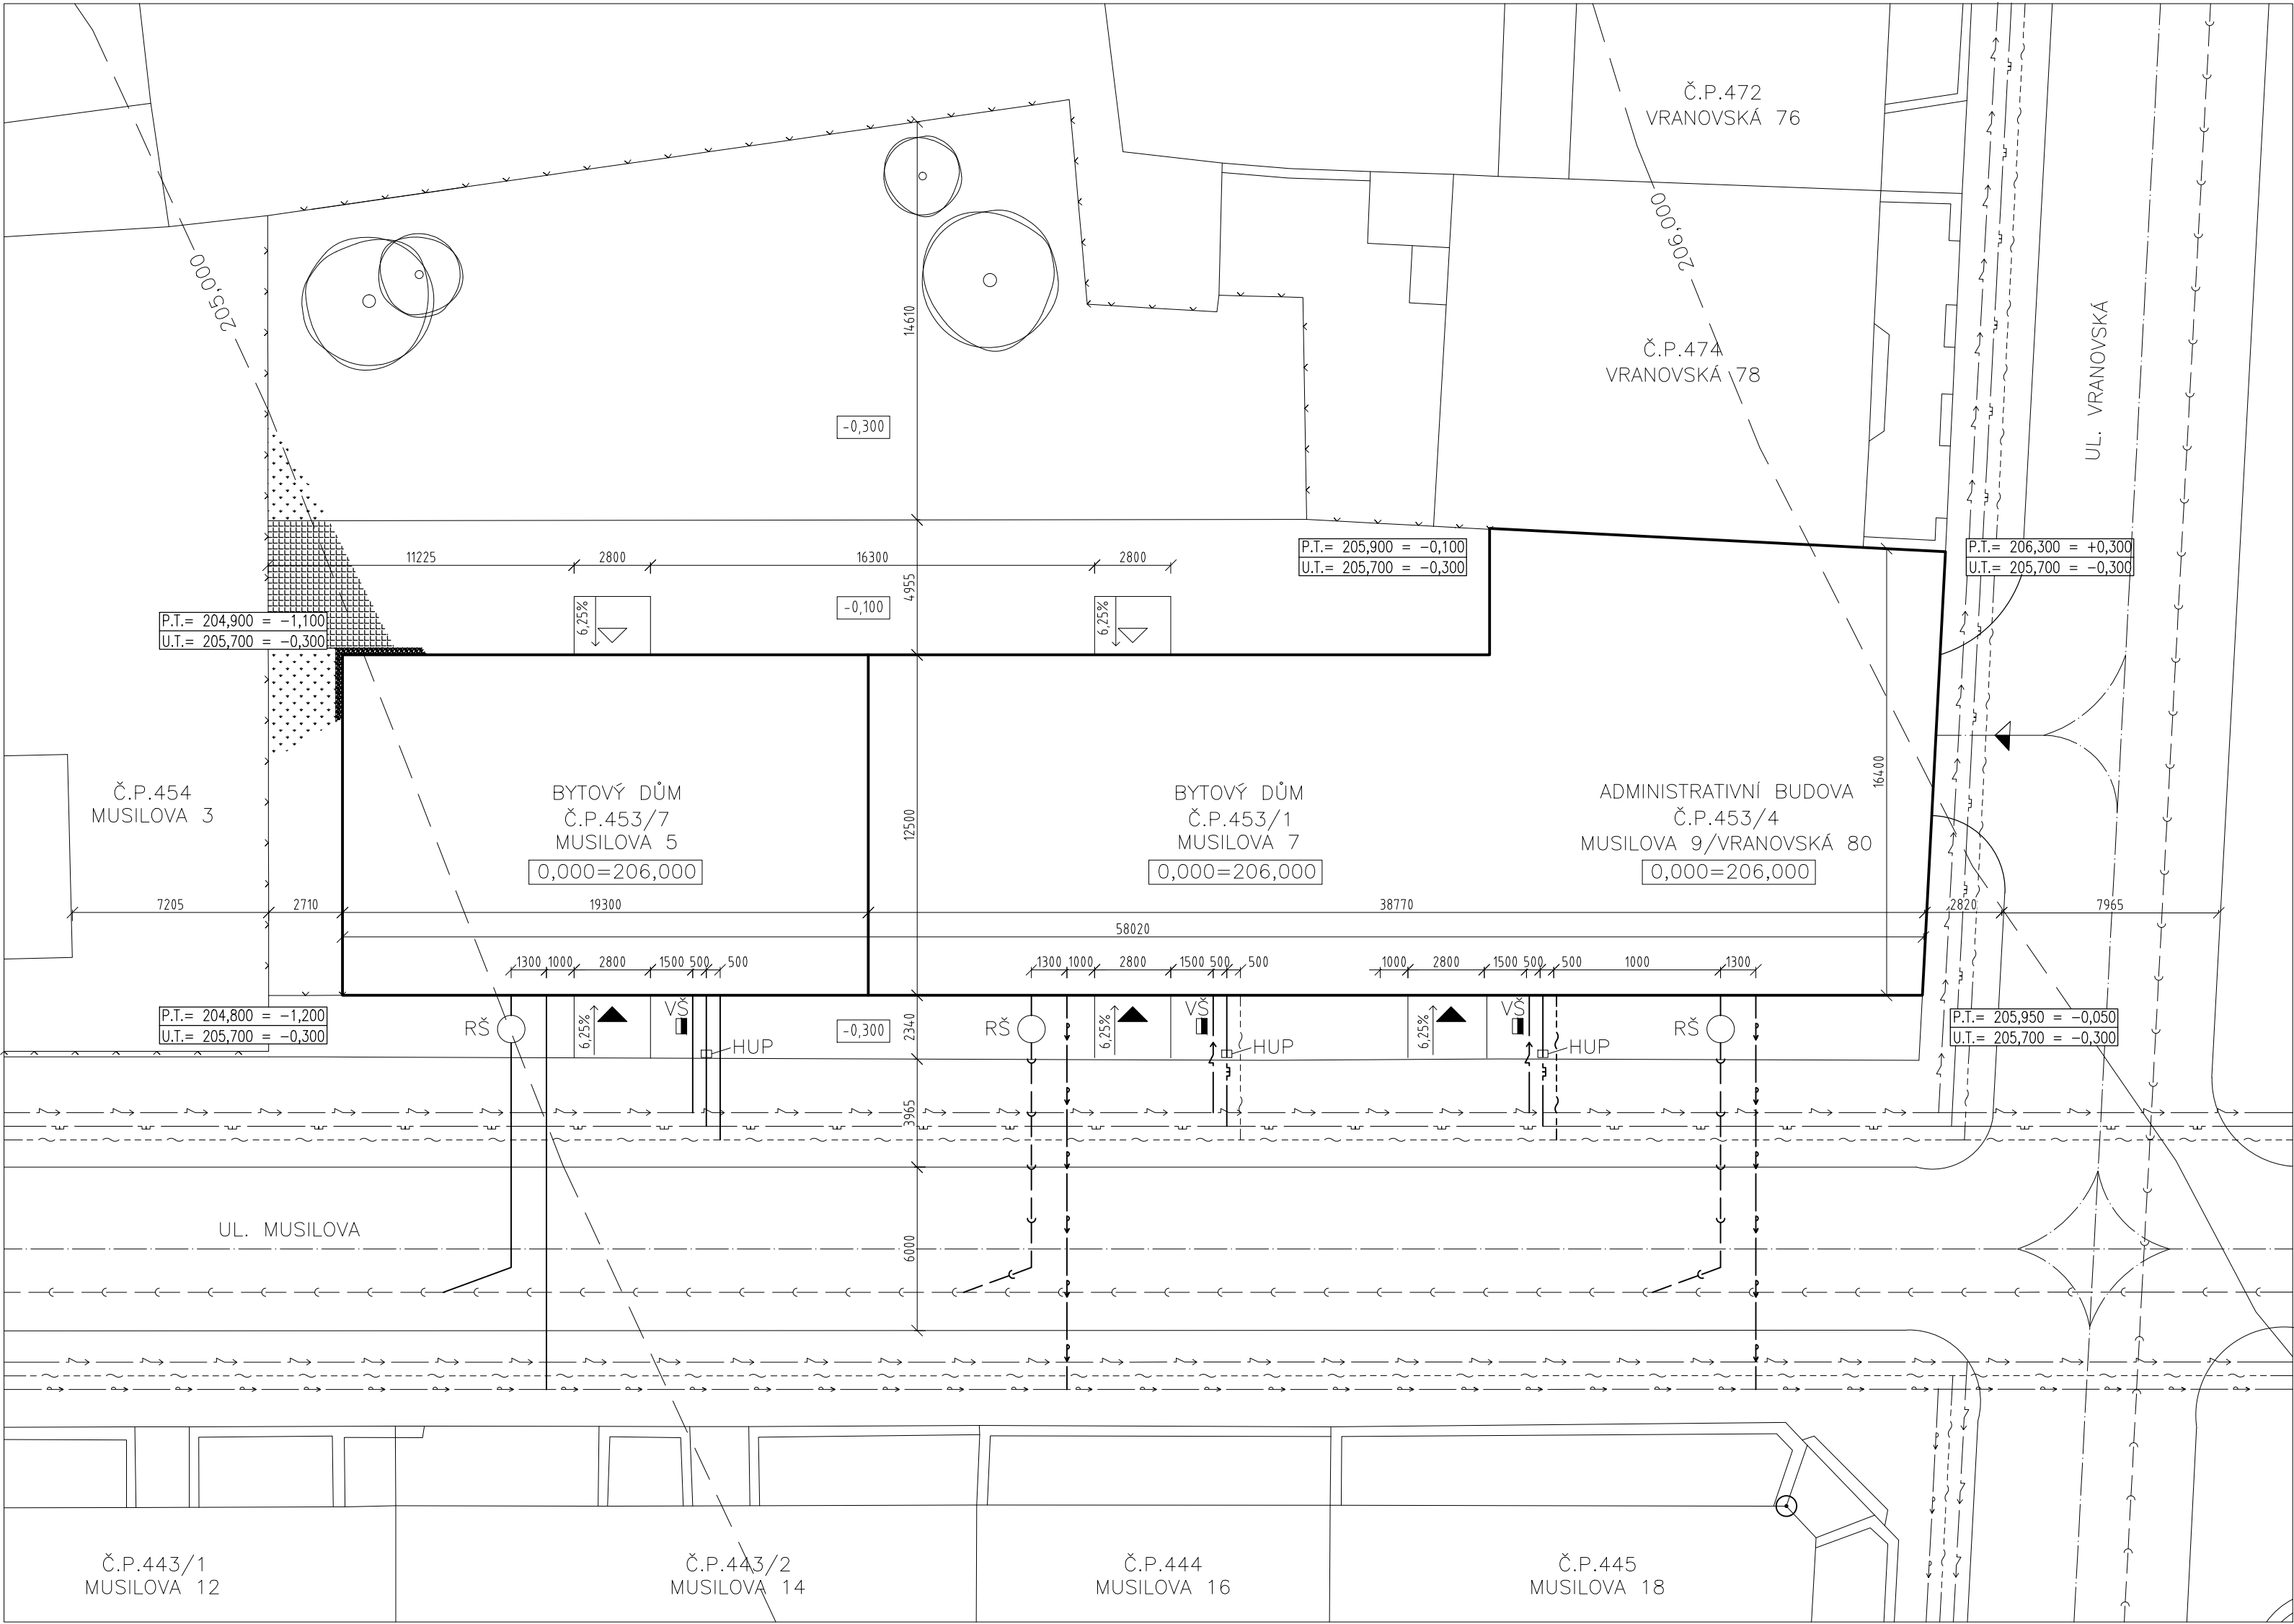 Č.P.472
VRANOVSKÁ 76
206,000
205,000
14610
Č.P.474
VRANOVSKÁ 78
UL. VRANOVSKÁ
-0,300
11225
2800
16300
2800
4955
P.T.= 205,900 = -0,100
U.T.= 205,700 = -0,300
P.T.= 206,300 = +0,300
U.T.= 205,700 = -0,300
-0,100
6,25%
6,25%
P.T.= 204,900 = -1,100
U.T.= 205,700 = -0,300
Č.P.454
MUSILOVA 3
BYTOVÝ DŮM
Č.P.453/7
MUSILOVA 5
0,000=206,000
12500
BYTOVÝ DŮM
Č.P.453/1
MUSILOVA 7
0,000=206,000
ADMINISTRATIVNÍ BUDOVA
Č.P.453/4
MUSILOVA 9/VRANOVSKÁ 80
0,000=206,000
16400
7205
2710
19300
38770
2820
7965
58020
1300
1000
2800
1500
500
500
1300
1000
2800
1500
500
500
1000
2800
1500
500
500
1000
1300
P.T.= 204,800 = -1,200
U.T.= 205,700 = -0,300
RŠ
6,25%
VŠ
HUP
-0,300
2340
RŠ
6,25%
VŠ
HUP
6,25%
VŠ
HUP
RŠ
P.T.= 205,950 = -0,050
U.T.= 205,700 = -0,300
3965
UL. MUSILOVA
6000
Č.P.443/1
MUSILOVA 12
Č.P.443/2
MUSILOVA 14
Č.P.444
MUSILOVA 16
Č.P.445
MUSILOVA 18